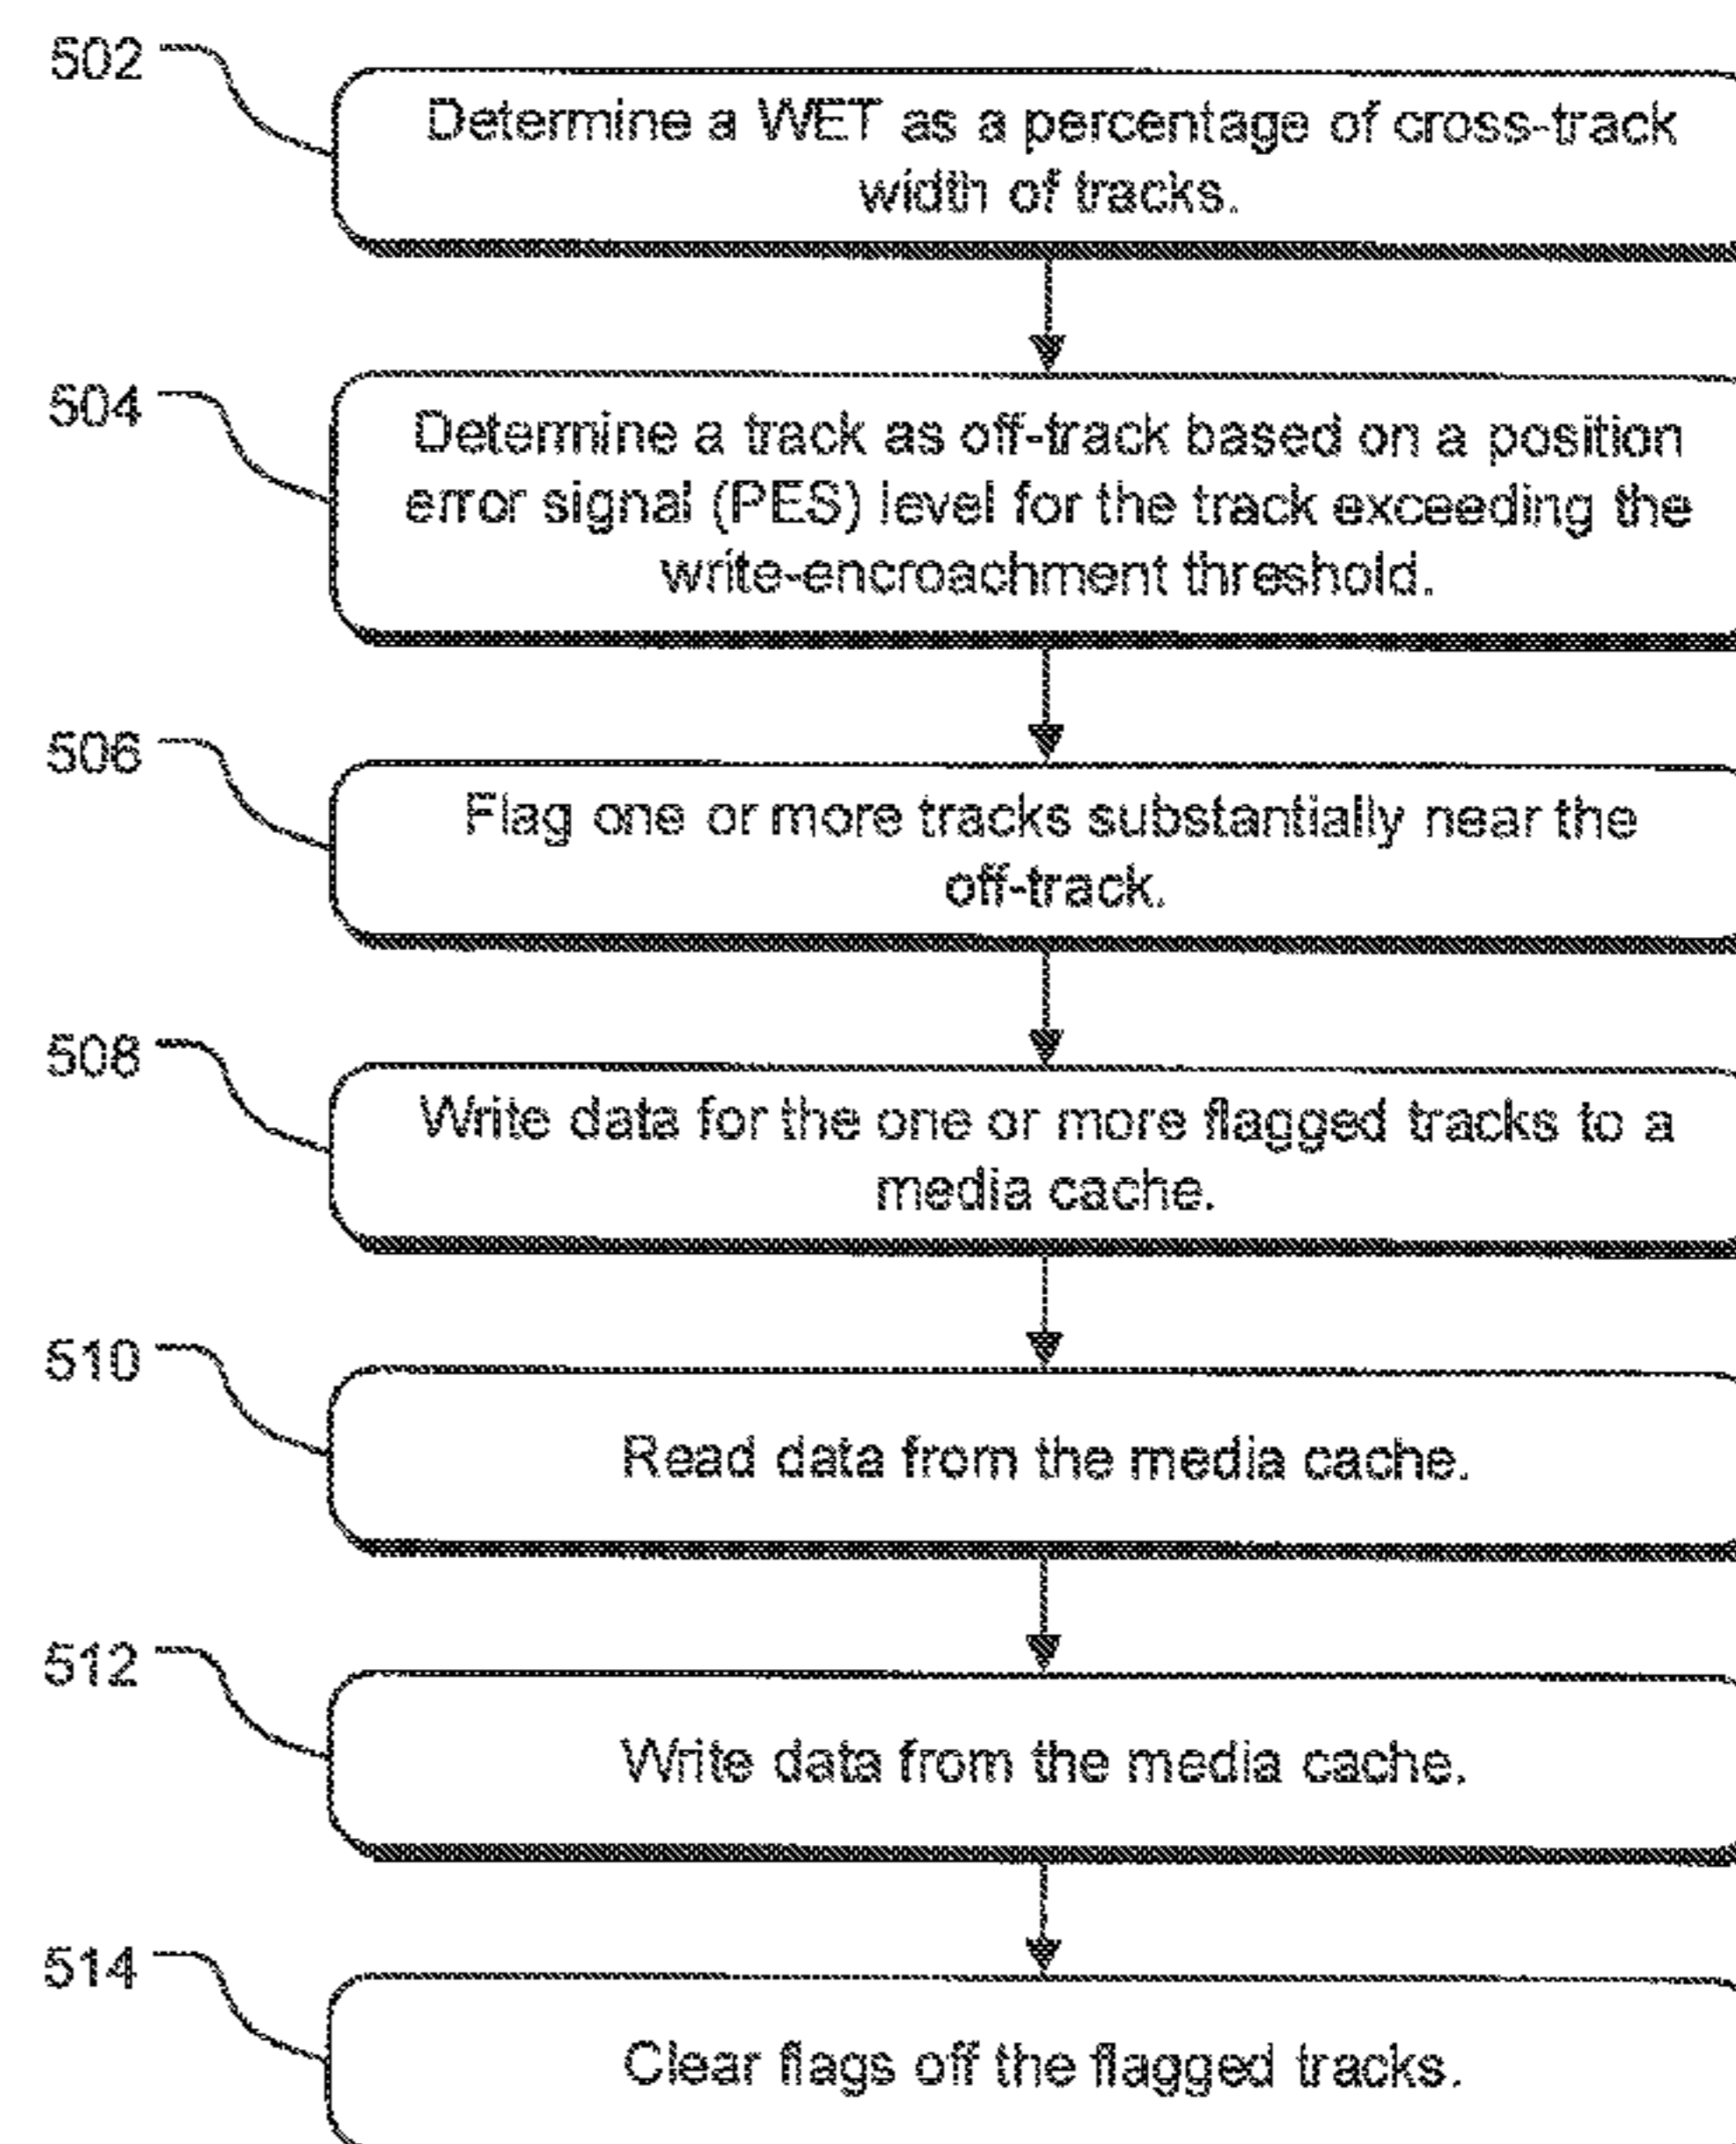 502
Determine a WET as a percentage of cross-track
width of tracks.
504
Determine a track as off-track based on a position
error signal (PES) level for the track exceeding the
write-encroachment threshold.
506
Flag one or more tracks substantially near the
off-track.
508
Write data for the one or more flagged tracks to a
media cache.
510
Read data from the media cache.
512
Write data from the media cache.
514
Clear flags off the flagged tracks.